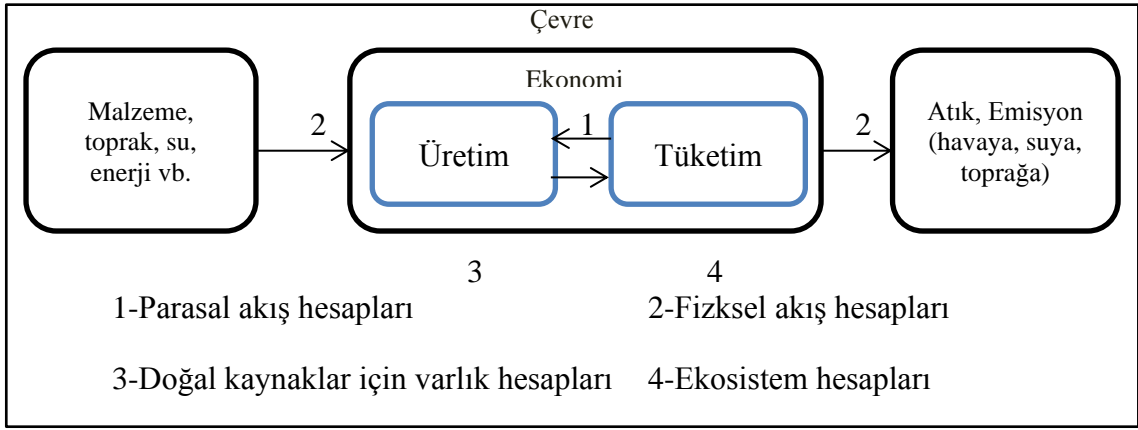 Çevre
Malzeme,
toprak, su,
enerji vb.
2
Ekonomi
Üretim
1
Tüketim
2
Atık, Emisyon
(havaya, suya,
toprağa)
3
4
1-Parasal akış hesapları
2-Fizksel akış hesapları
3-Doğal kaynaklar için varlık hesapları
4-Ekosistem hesapları